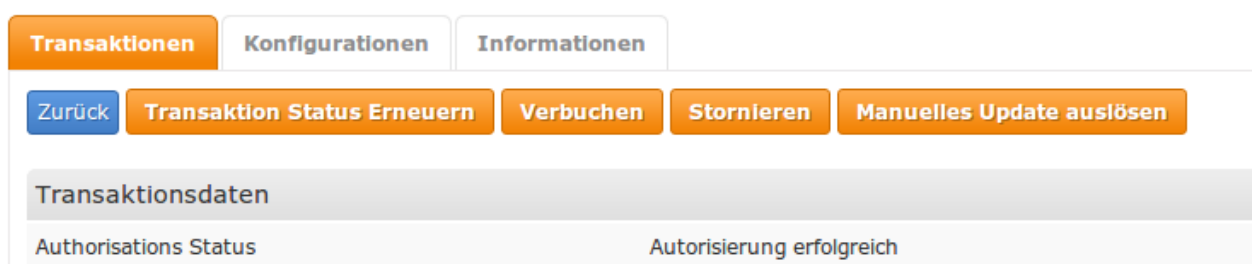 Transaktionen Konfigurationen Informationen
Zurück Transaktion Status Erneuern Verbuchen Stornieren Manuelles Update auslösen
Transaktionsdaten
Authorisations Status Autorisierung erfolgreich